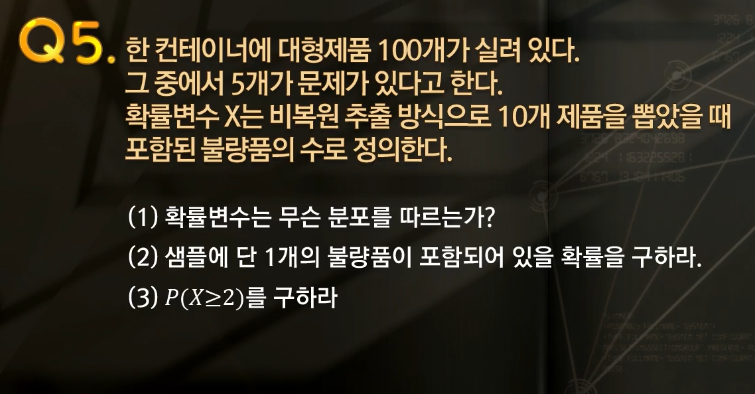 Q5. 한 컨테이너에 대형제품 100개가 실려 있다.
그 중에서 5개가 문제가 있다고 한다.
확률변수 X는 비복원 추출 방식으로 10개 제품을 뽑았을 때
포함된 불량품의 수로 정의한다.
(1) 확률변수는 무슨 분포를 따르는가?
(2) 샘플에 단 1개의 불량품이 포함되어 있을 확률을 구하라.
(3) P(X≥2)를 구하라